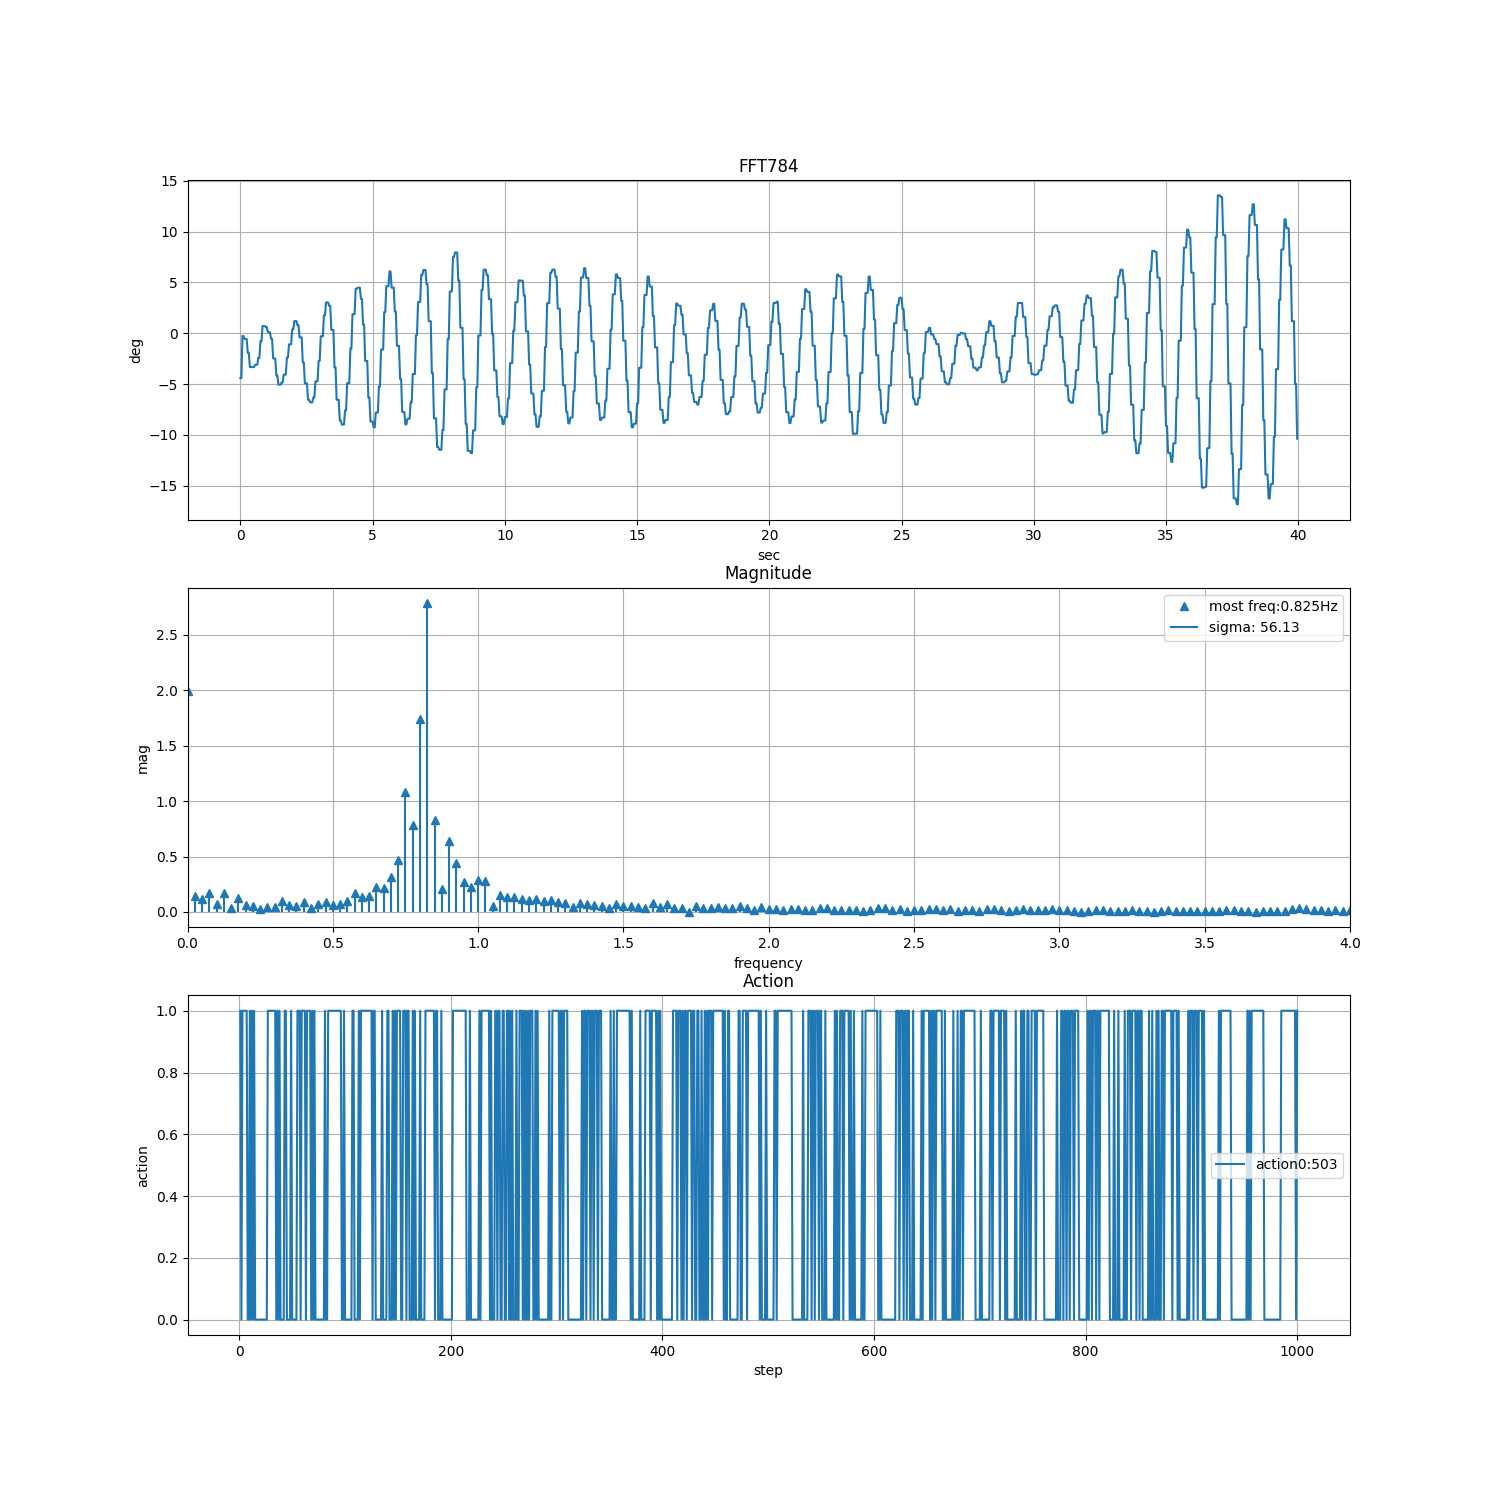 FFT784
15
10
5
0
−5
−10
−15
deg
0 5 10 15 20 25 30 35 40
sec
Magnitude
2.5
2.0
1.5
1.0
0.5
0.0
mag
most freq:0.825Hz
sigma: 56.13
0.0 0.5 1.0 1.5 2.0 2.5 3.0 3.5 4.0
frequency
Action
1.0
0.8
0.6
0.4
0.2
0.0
action
action0:503
0 200 400 600 800 1000
step